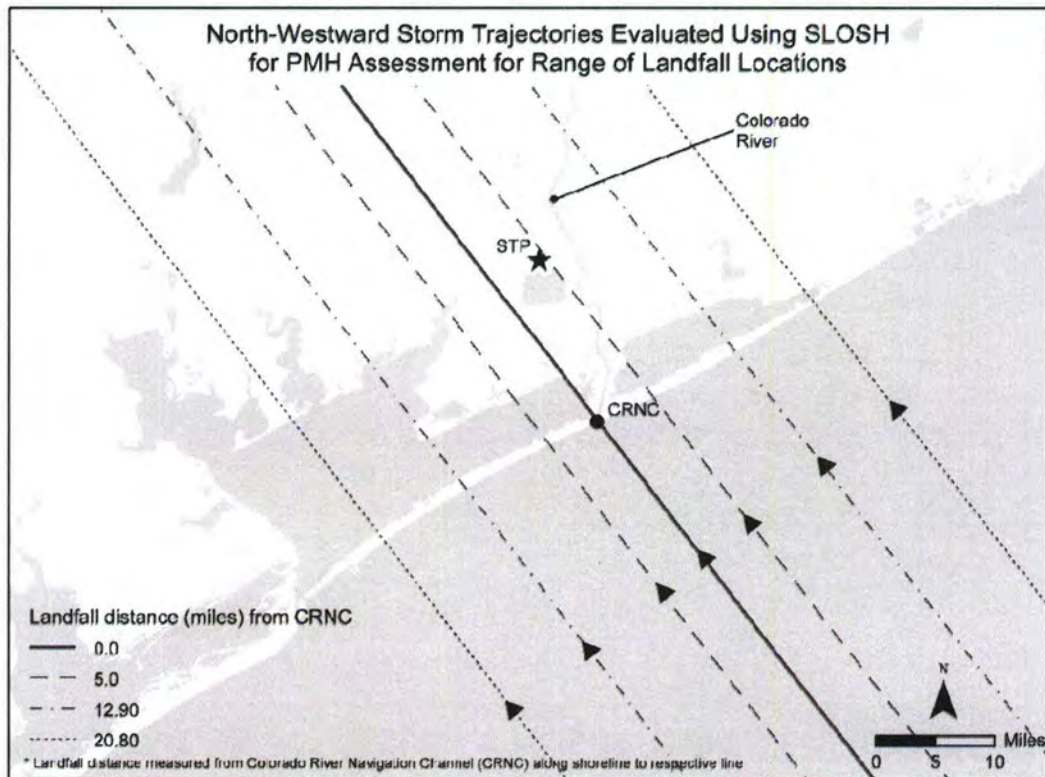 North-Westward Storm Trajectories Evaluated Using SLOSH
for PMH Assessment for Range of Landfall Locations
Colorado
River
STP
CRNC
Landfall distance (miles) from CRNC
0.0
5.0
12.90
20.80
N
0 5 10
Miles
* Landfall distance measured from Colorado River Navigation Channel (CRNC) along shoreline to respective line